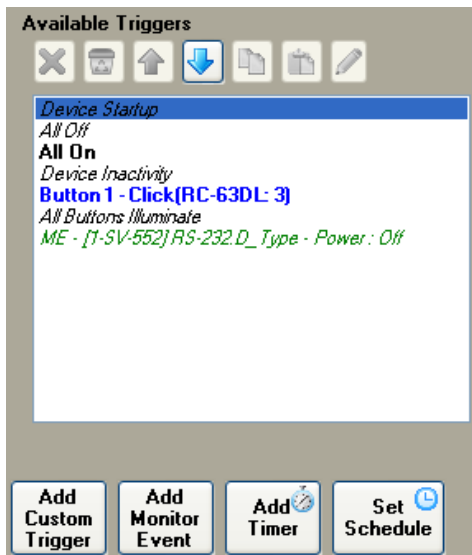 Available Triggers
Device Startup
All Off
All On
Device Inactivity
Button 1 - Click(RC-63DL: 3)
All Buttons Illuminate
ME - [1-SV-552] RS-232.D_Type - Power : Off
Add Custom Trigger
Add Monitor Event
Add Timer
Set Schedule